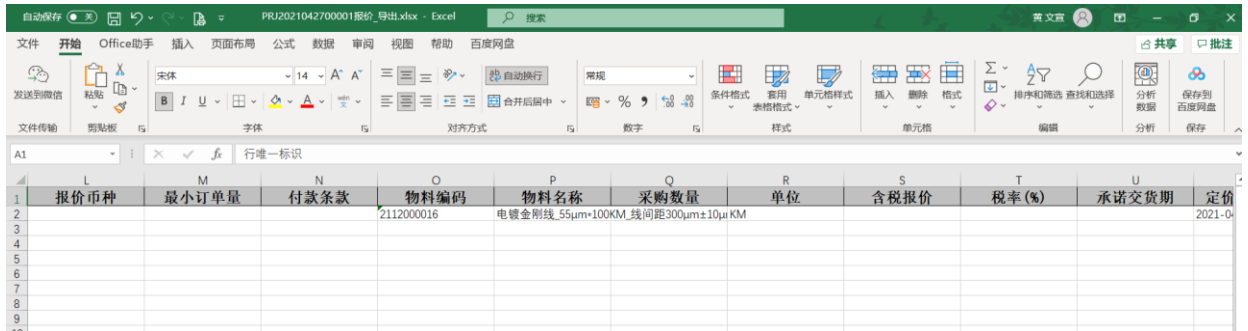 自动保存 关 PRJ2021042700001报价_导出.xlsx - Excel 搜索 黄文宣
文件 开始 Office助手 插入 页面布局 公式 数据 审阅 视图 帮助 百度网盘 共享 批注
发送到微信 粘贴 宋体 14 A A 自动换行 常规 条件格式 套用表格格式 单元格样式 插入 删除 格式 排序和筛选 查找和选择 分析数据 保存到百度网盘
B I U A wén 合并后居中 % 
文件传输 剪贴板 字体 对齐方式 数字 样式 单元格 编辑 分析 保存
A1 fx 行唯一标识
L M N O P Q R S T U
1 报价币种 最小订单量 付款条款 物料编码 物料名称 采购数量 单位 含税报价 税率(%) 承诺交货期 定价
2 2112000016 电镀金刚线_55μm*100KM_线间距300μm±10μ KM 2021-04
3
4
5
6
7
8
9